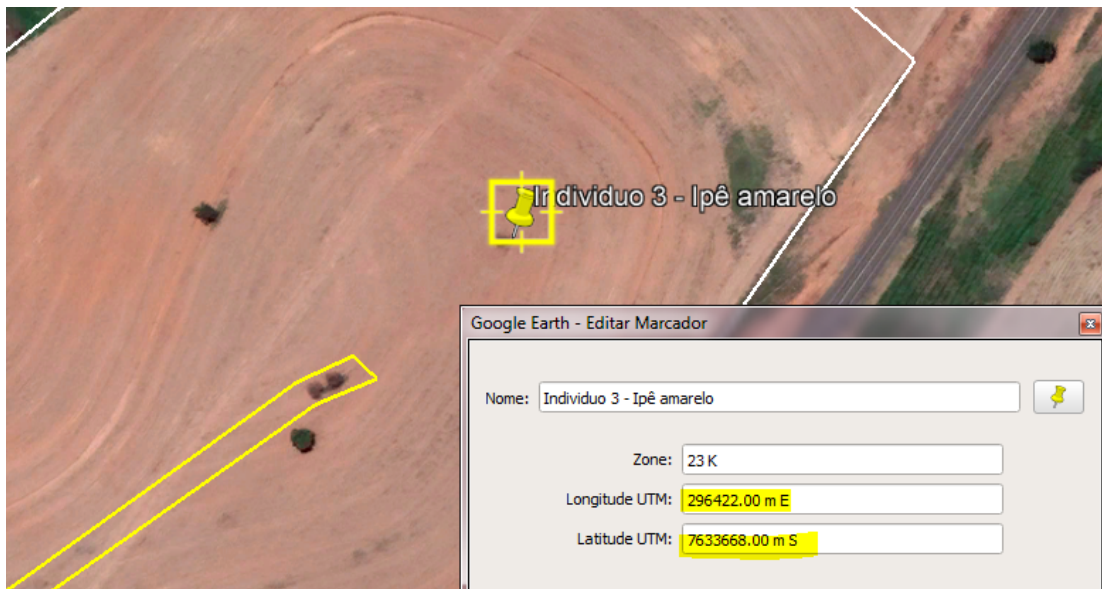 Individuo 3 - Ipê amarelo
Google Earth - Editar Marcador
Nome: Individuo 3 - Ipê amarelo
Zone: 23 K
Longitude UTM: 296422.00 m E
Latitude UTM: 7633668.00 m S